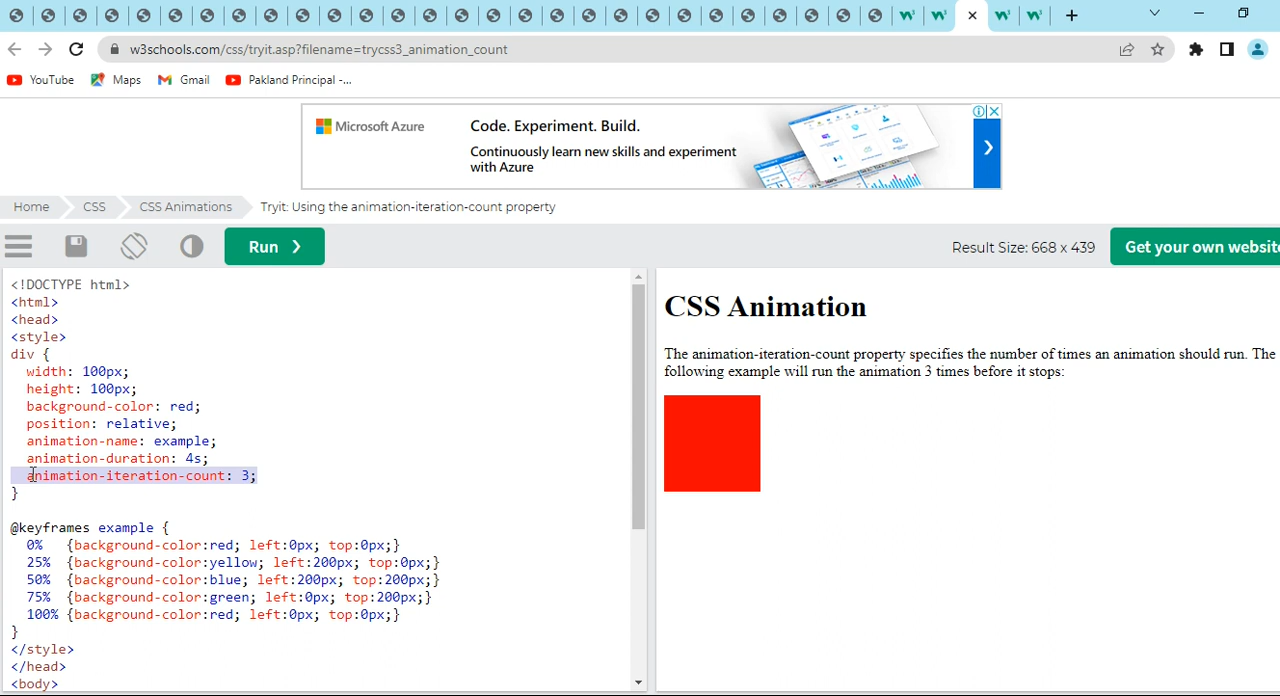 w3schools.com/css/tryit.asp?filename=trycss3_animation_count
YouTube Maps Gmail Pakland Principal -...
Microsoft Azure
Code. Experiment. Build.
Continuously learn new skills and experiment
with Azure
Home CSS CSS Animations Tryit: Using the animation-iteration-count property
Run ❯ Result Size: 668 x 439 Get your own websit
<!DOCTYPE html>
<html>
<head>
<style>
div {
  width: 100px;
  height: 100px;
  background-color: red;
  position: relative;
  animation-name: example;
  animation-duration: 4s;
  animation-iteration-count: 3;
}
@keyframes example {
  0%   {background-color:red; left:0px; top:0px;}
  25%  {background-color:yellow; left:200px; top:0px;}
  50%  {background-color:blue; left:200px; top:200px;}
  75%  {background-color:green; left:0px; top:200px;}
  100% {background-color:red; left:0px; top:0px;}
}
</style>
</head>
<body>
CSS Animation
The animation-iteration-count property specifies the number of times an animation should run. The
following example will run the animation 3 times before it stops: